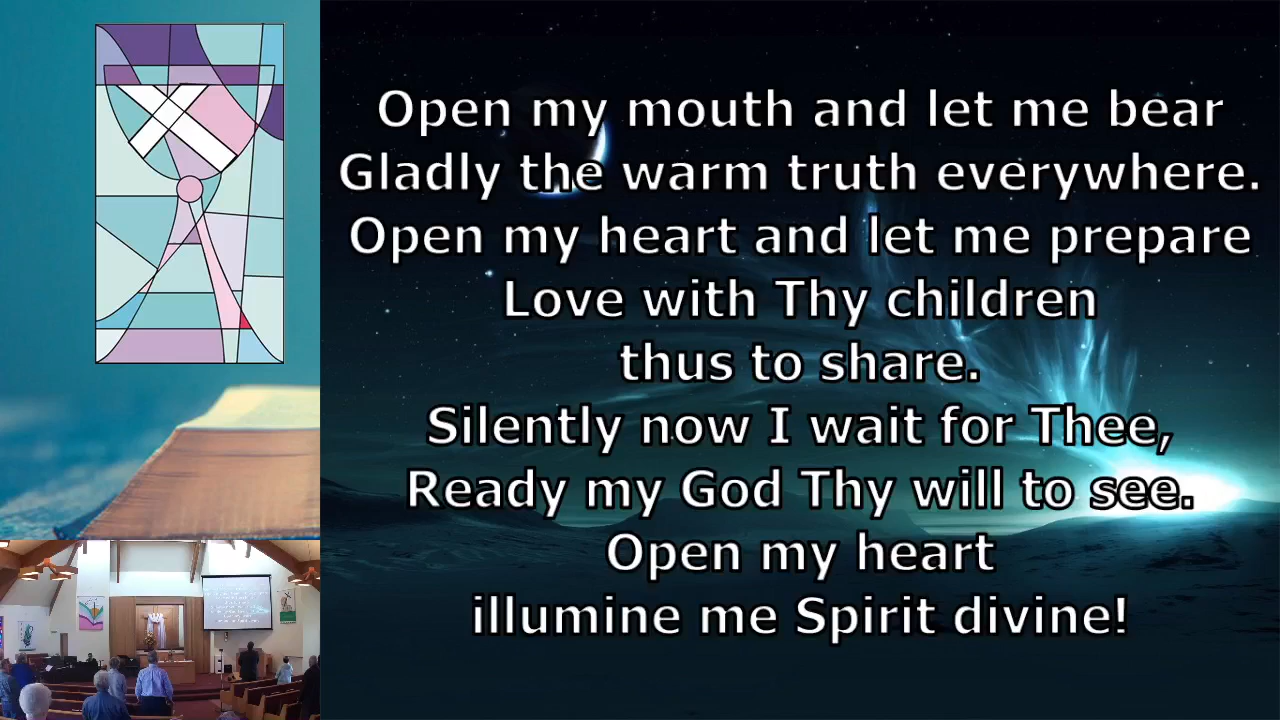 Open my mouth and let me bear
Gladly the warm truth everywhere.
Open my heart and let me prepare
Love with Thy children
thus to share.
Silently now I wait for Thee,
Ready my God Thy will to see.
Open my heart
illumine me Spirit divine!